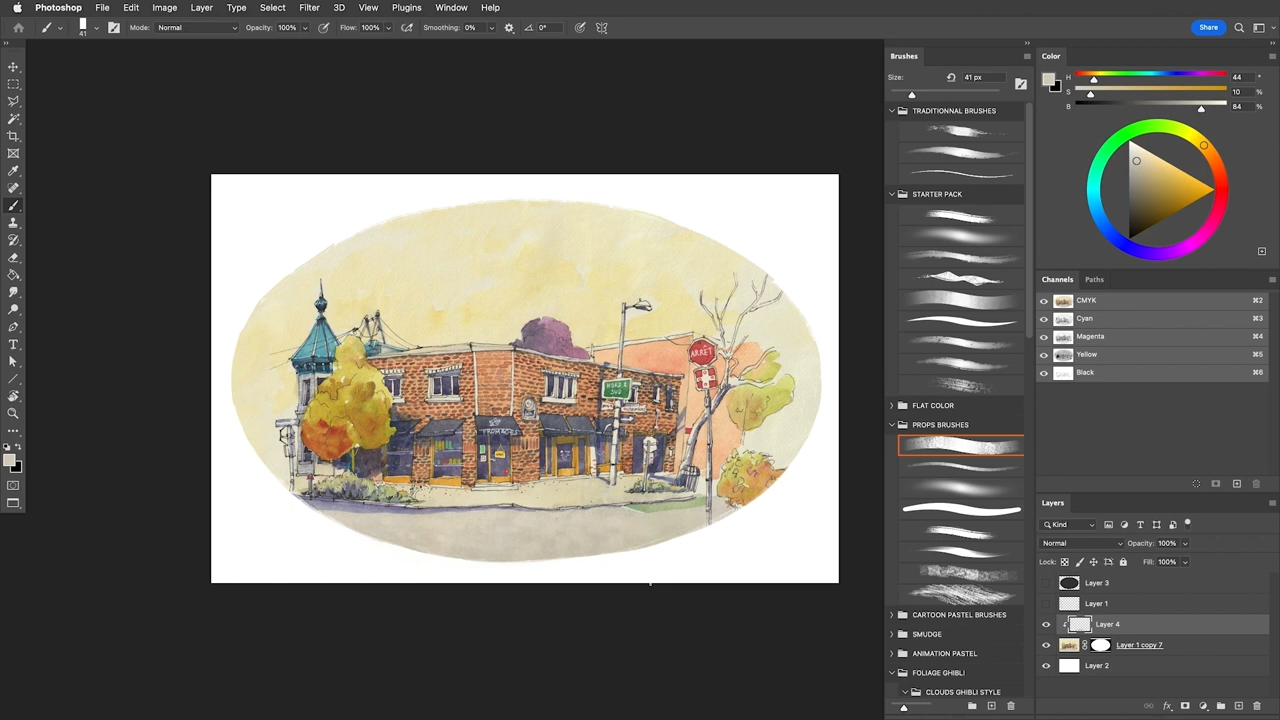 Photoshop File Edit Image Layer Type Select Filter 3D View Plugins Window Help
41 Mode: Normal Opacity: 100% Flow: 100% Smoothing: 0% 0° Share
Brushes
Size: 41 px
TRADITIONNAL BRUSHES
STARTER PACK
FLAT COLOR
PROPS BRUSHES
CARTOON PASTEL BRUSHES
SMUDGE
ANIMATION PASTEL
FOLIAGE GHIBLI
CLOUDS GHIBLI STYLE
Color
H 44 °
S 10 %
B 84 %
Channels Paths
CMYK ⌘2
Cyan ⌘3
Magenta ⌘4
Yellow ⌘5
Black ⌘6
Layers
Kind
Normal Opacity: 100%
Lock: Fill: 100%
Layer 3
Layer 1
Layer 4
Layer 1 copy 7
Layer 2
ARRÊT
FROMAGES